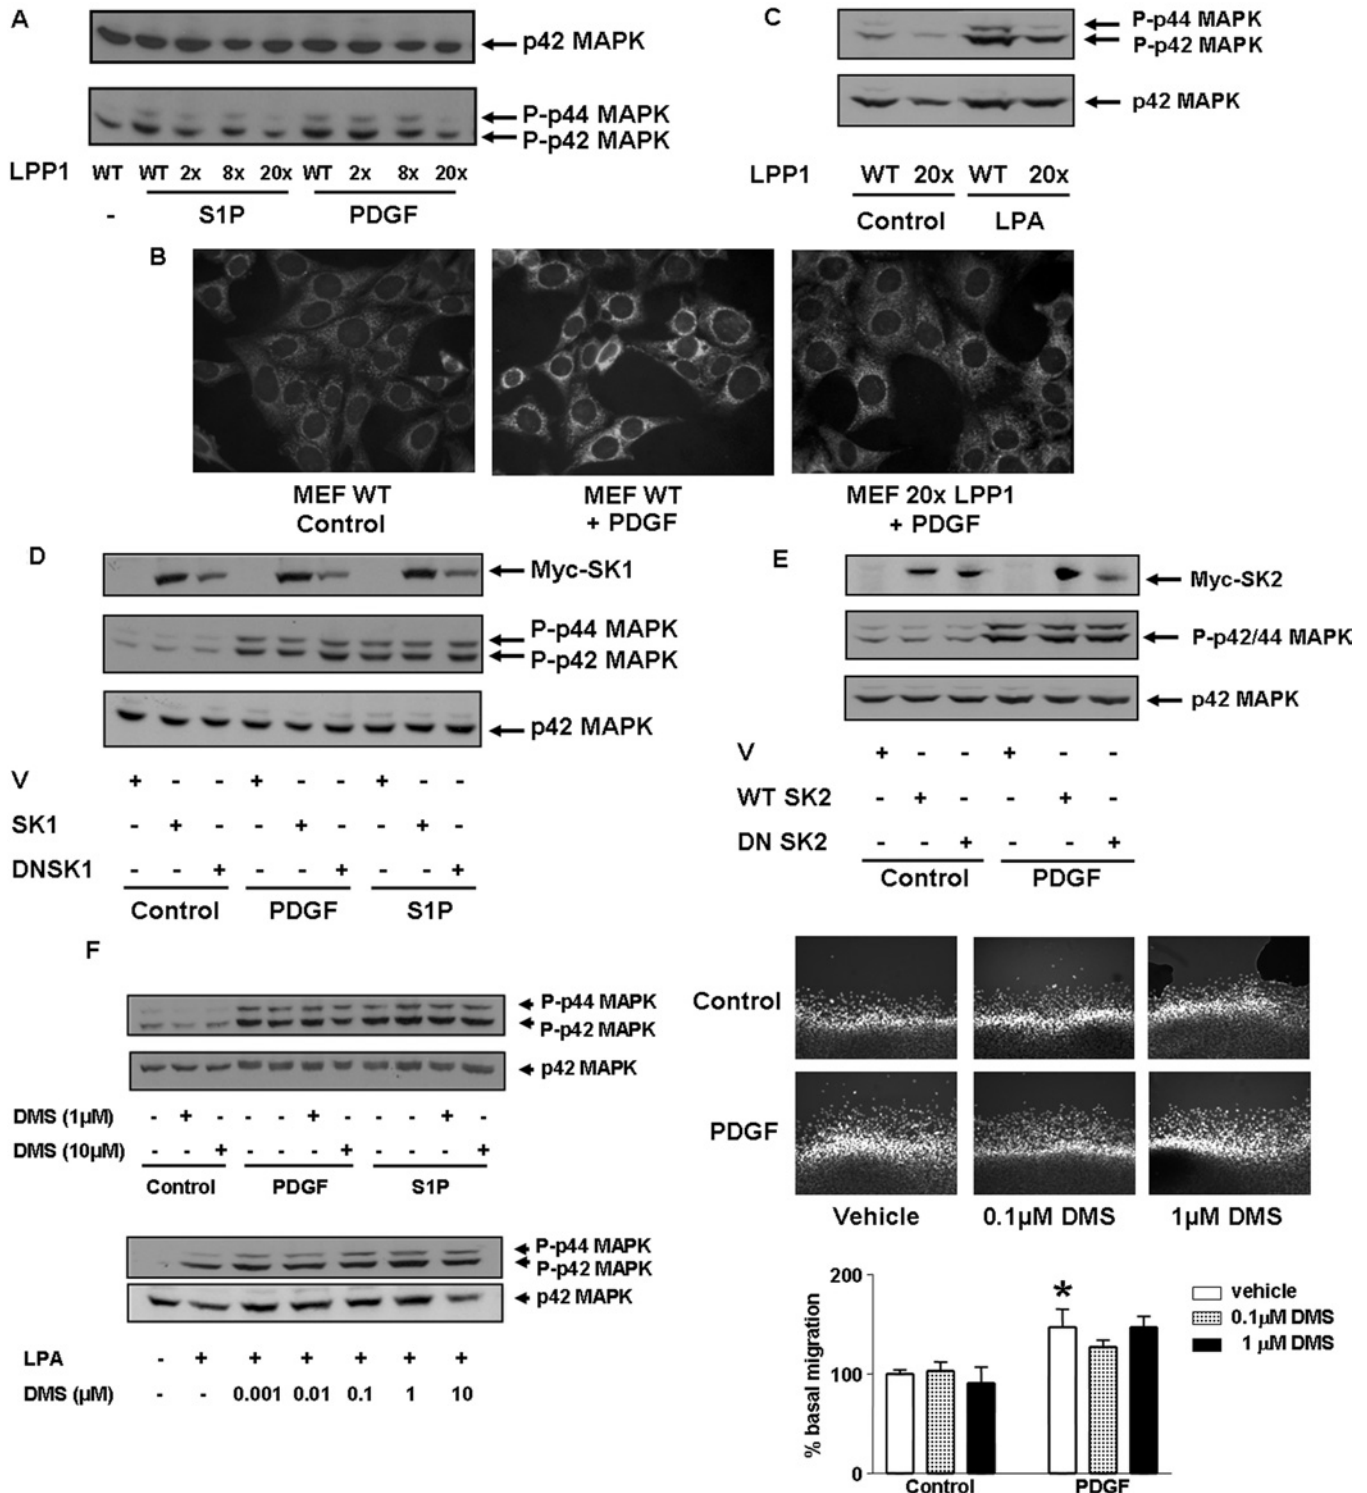 A
p42 MAPK
P-p44 MAPK
P-p42 MAPK
LPP1 WT WT 2x 8x 20x WT 2x 8x 20x
- S1P PDGF
C
P-p44 MAPK
P-p42 MAPK
p42 MAPK
LPP1 WT 20x WT 20x
Control LPA
B
MEF WT
Control
MEF WT
+ PDGF
MEF 20x LPP1
+ PDGF
D
Myc-SK1
P-p44 MAPK
P-p42 MAPK
p42 MAPK
V + - - + - - + - -
SK1 - + - - + - - + -
DNSK1 - - + - - + - - +
Control PDGF S1P
E
Myc-SK2
P-p42/44 MAPK
p42 MAPK
V + - - + - -
WT SK2 - + - - + -
DN SK2 - - + - - +
Control PDGF
F
P-p44 MAPK
P-p42 MAPK
p42 MAPK
DMS (1µM) - + - - - + - - - + -
DMS (10µM) - - + - - - + - - - +
Control PDGF S1P
P-p44 MAPK
P-p42 MAPK
p42 MAPK
LPA - + + + + + +
DMS (µM) - - 0.001 0.01 0.1 1 10
Control
PDGF
Vehicle 0.1µM DMS 1µM DMS
% basal migration
200
100
0
*
Control PDGF
vehicle
0.1µM DMS
1 µM DMS